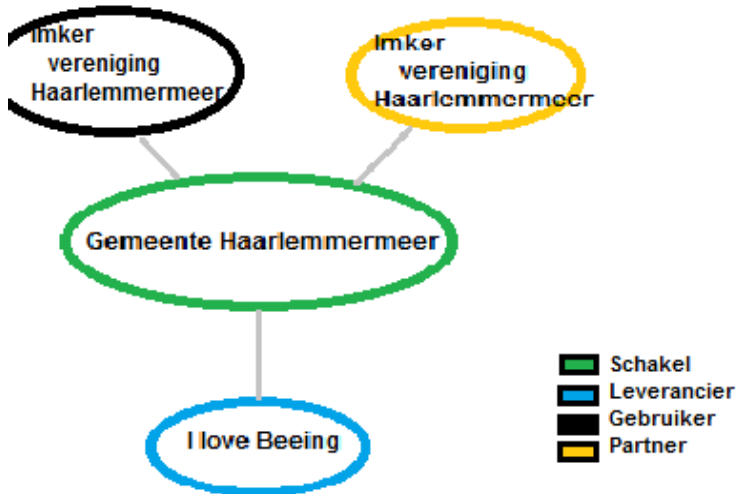 Imker
vereniging
Haarlemmermeer
Imker
vereniging
Haarlemmermeer
Gemeente Haarlemmermeer
I love Beeing
Schakel
Leverancier
Gebruiker
Partner